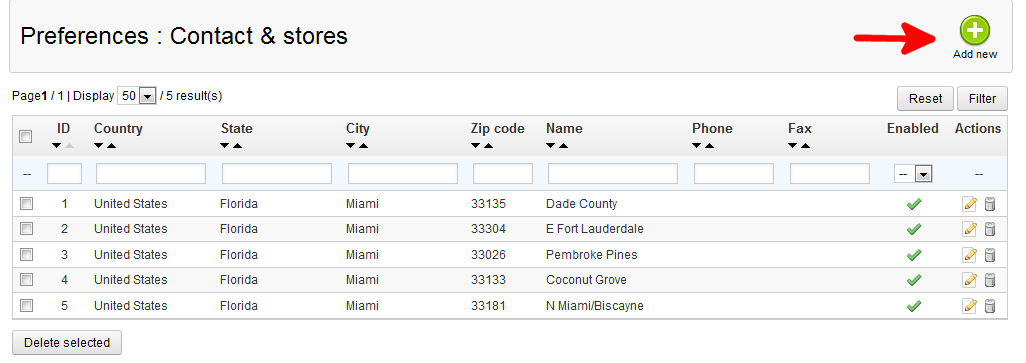 Preferences : Contact & stores
Add new
Page1 / 1 | Display 50 / 5 result(s)
Reset Filter
ID Country State City Zip code Name Phone Fax Enabled Actions
-- -- --
1 United States Florida Miami 33135 Dade County
2 United States Florida Miami 33304 E Fort Lauderdale
3 United States Florida Miami 33026 Pembroke Pines
4 United States Florida Miami 33133 Coconut Grove
5 United States Florida Miami 33181 N Miami/Biscayne
Delete selected